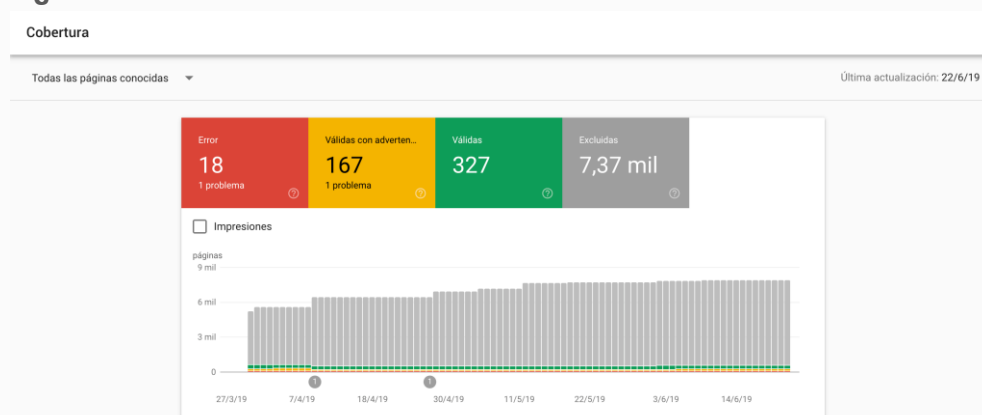 Cobertura
Todas las páginas conocidas
Última actualización: 22/6/19
Error Válidas con adverten... Válidas Excluidas
18 167 327 7,37 mil
1 problema 1 problema
Impresiones
páginas
9 mil
6 mil
3 mil
0
1 1
27/3/19 7/4/19 18/4/19 30/4/19 11/5/19 22/5/19 3/6/19 14/6/19